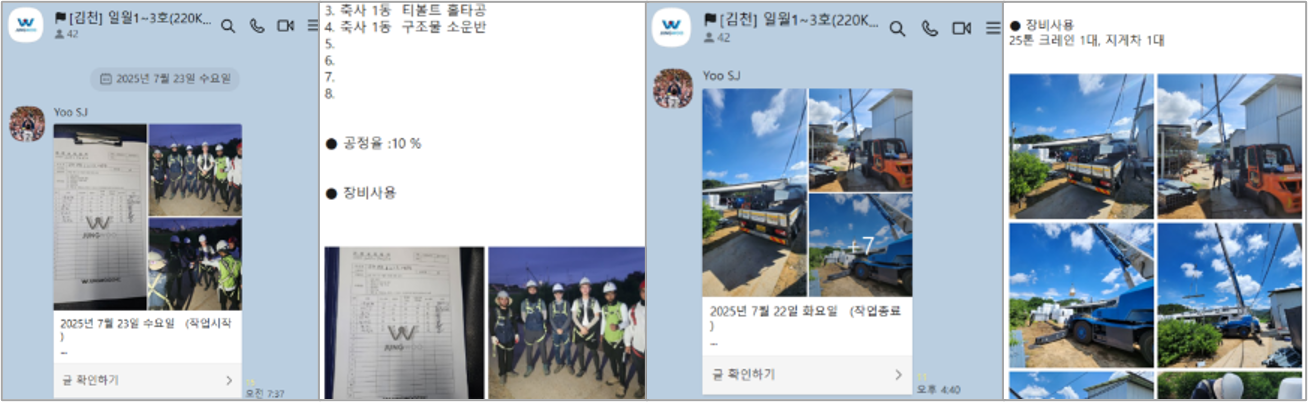 [김천] 일월1~3호(220K...
42
2025년 7월 23일 수요일
Yoo SJ
W
JUNG
2025년 7월 23일 수요일 (작업시작
)
...
글 확인하기
오전 7:37
3. 축사 1동 티볼트 홀타공
4. 축사 1동 구조물 소운반
5.
6.
7.
8.
● 공정율 :10 %
● 장비사용
W
JUNG
[김천] 일월1~3호(220K...
42
Yoo SJ
+7
2025년 7월 22일 화요일 (작업종료
)
...
글 확인하기
오후 4:40
● 장비사용
25톤 크레인 1대, 지게차 1대